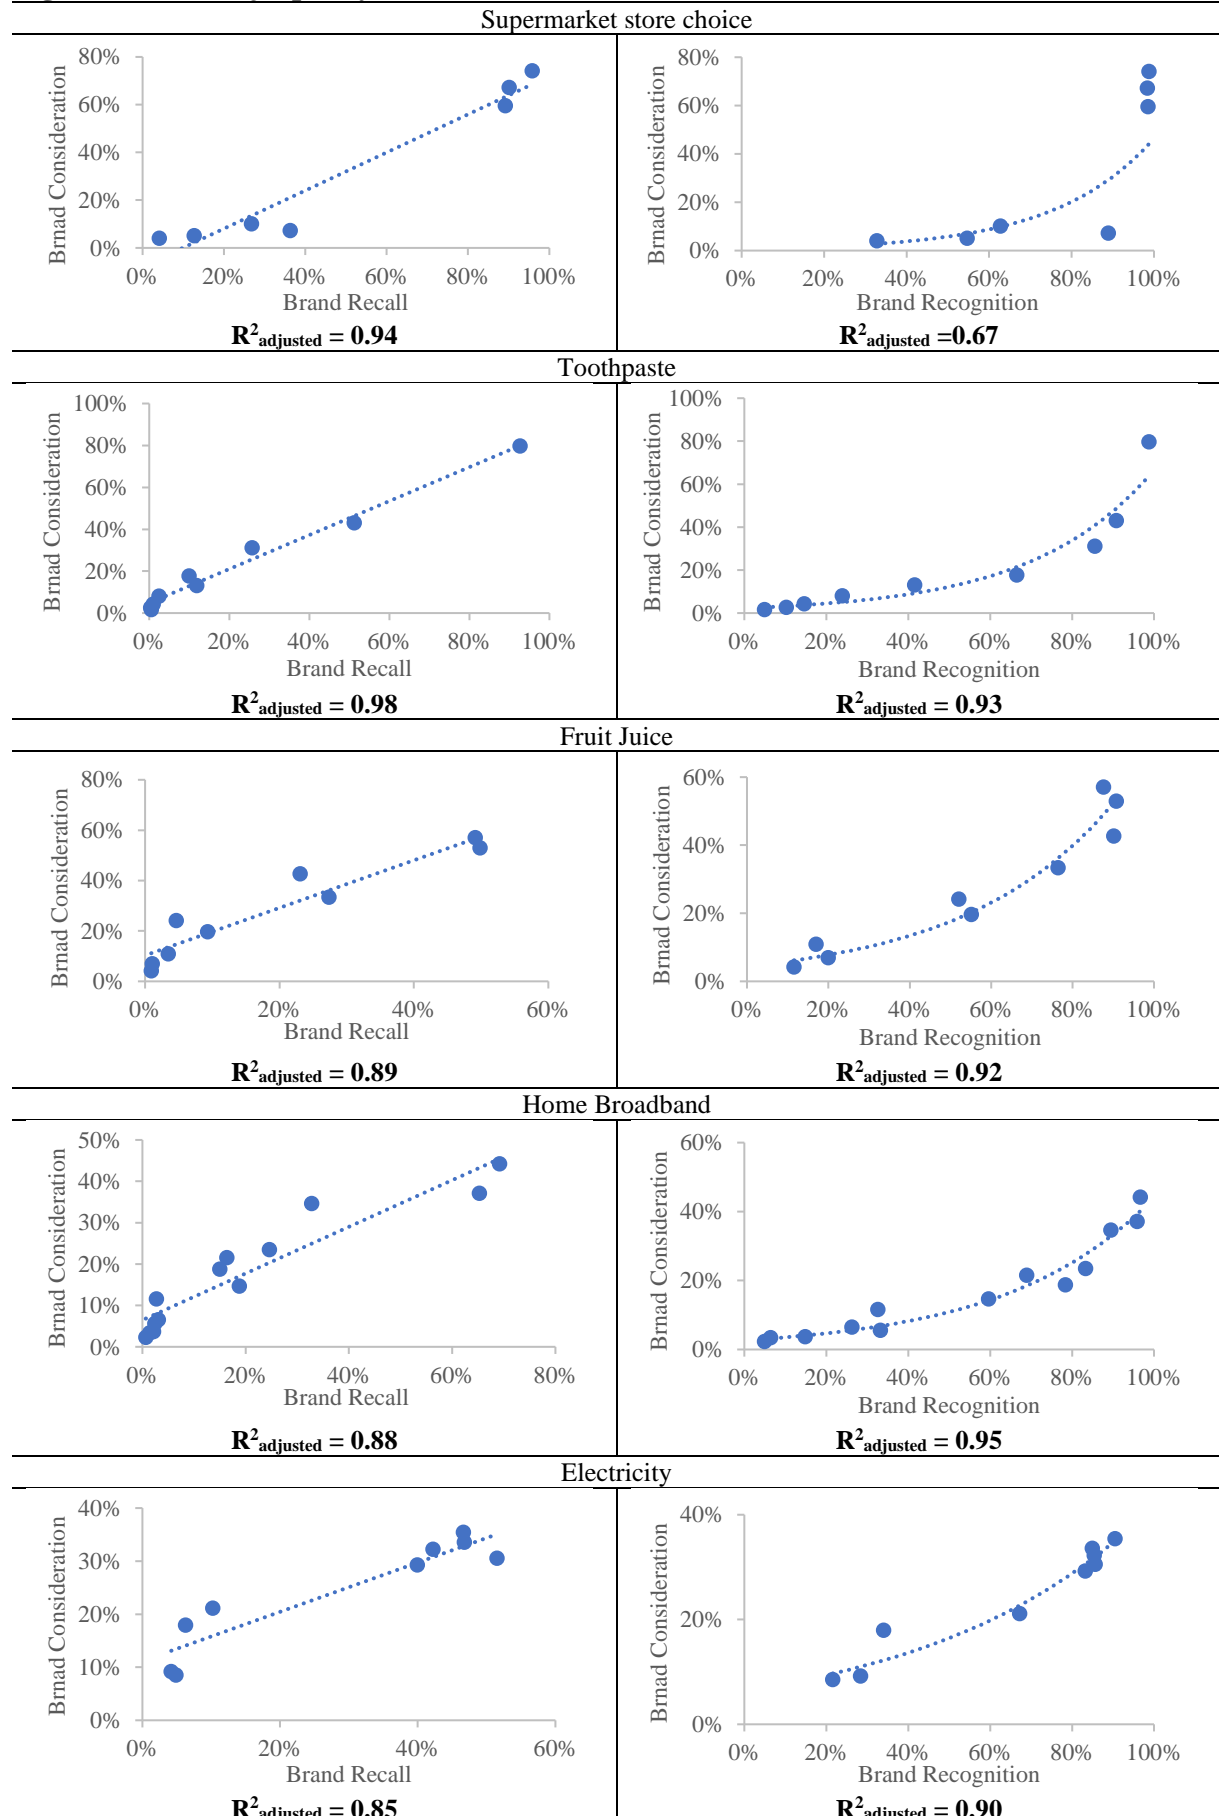 Supermarket store choice
Brnad Consideration
80%
60%
40%
20%
0%
0% 20% 40% 60% 80% 100%
Brand Recall
R²adjusted = 0.94
Brnad Consideration
80%
60%
40%
20%
0%
0% 20% 40% 60% 80% 100%
Brand Recognition
R²adjusted =0.67
Toothpaste
Brnad Consideration
100%
80%
60%
40%
20%
0%
0% 20% 40% 60% 80% 100%
Brand Recall
R²adjusted = 0.98
Brnad Consideration
100%
80%
60%
40%
20%
0%
0% 20% 40% 60% 80% 100%
Brand Recognition
R²adjusted = 0.93
Fruit Juice
Brnad Consideration
80%
60%
40%
20%
0%
0% 20% 40% 60%
Brand Recall
R²adjusted = 0.89
Brnad Consideration
60%
40%
20%
0%
0% 20% 40% 60% 80% 100%
Brand Recognition
R²adjusted = 0.92
Home Broadband
Brnad Consideration
50%
40%
30%
20%
10%
0%
0% 20% 40% 60% 80%
Brand Recall
R²adjusted = 0.88
Brnad Consideration
60%
40%
20%
0%
0% 20% 40% 60% 80% 100%
Brand Recognition
R²adjusted = 0.95
Electricity
Brnad Consideration
40%
30%
20%
10%
0%
0% 20% 40% 60%
Brand Recall
R²adjusted = 0.85
Brnad Consideration
40%
20%
0%
0% 20% 40% 60% 80% 100%
Brand Recognition
R²adjusted = 0.90